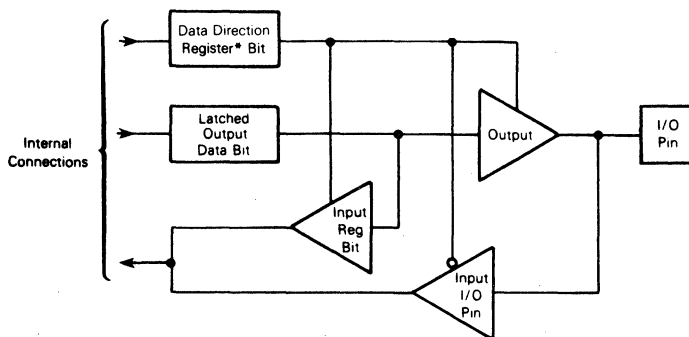 Data Direction
Register* Bit
Latched
Output
Data Bit
Output
I/O
Pin
Internal
Connections
Input
Reg
Bit
Input
I/O
Pin